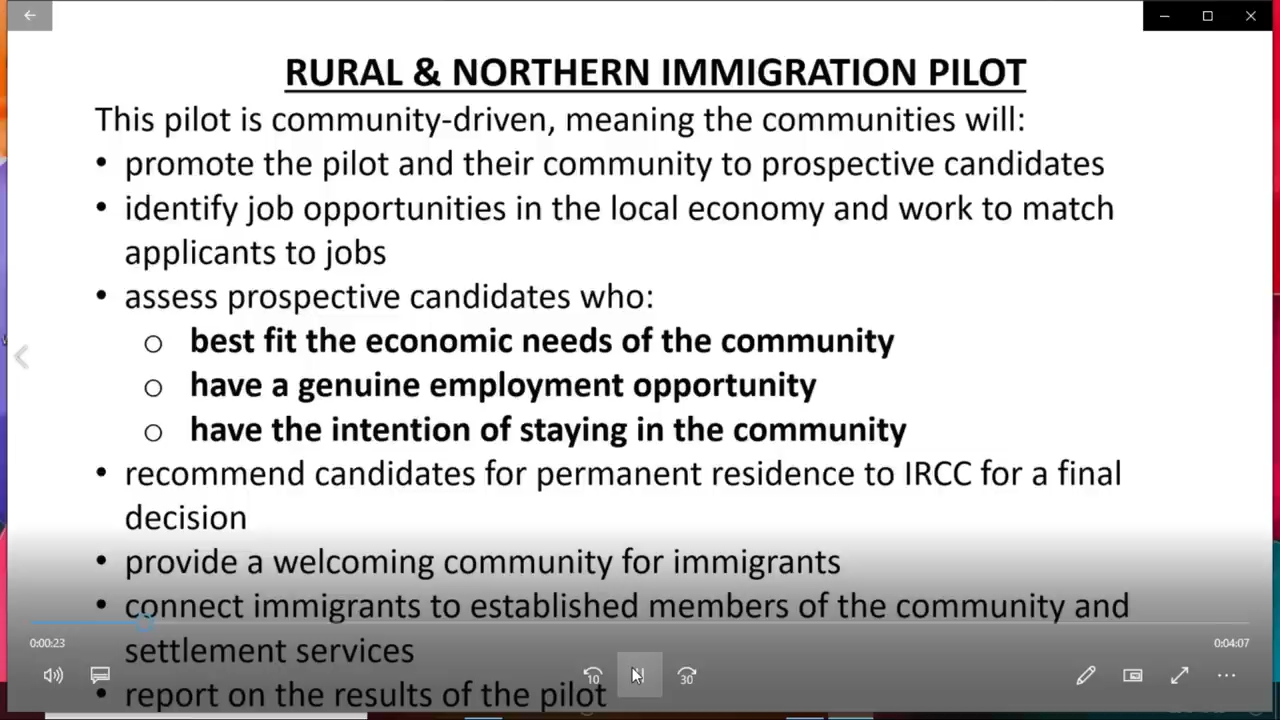 RURAL & NORTHERN IMMIGRATION PILOT
This pilot is community-driven, meaning the communities will:
• promote the pilot and their community to prospective candidates
• identify job opportunities in the local economy and work to match
applicants to jobs
• assess prospective candidates who:
o best fit the economic needs of the community
o have a genuine employment opportunity
o have the intention of staying in the community
• recommend candidates for permanent residence to IRCC for a final
decision
• provide a welcoming community for immigrants
• connect immigrants to established members of the community and
settlement services
• report on the results of the pilot
0:00:23
0:04:07
10
30